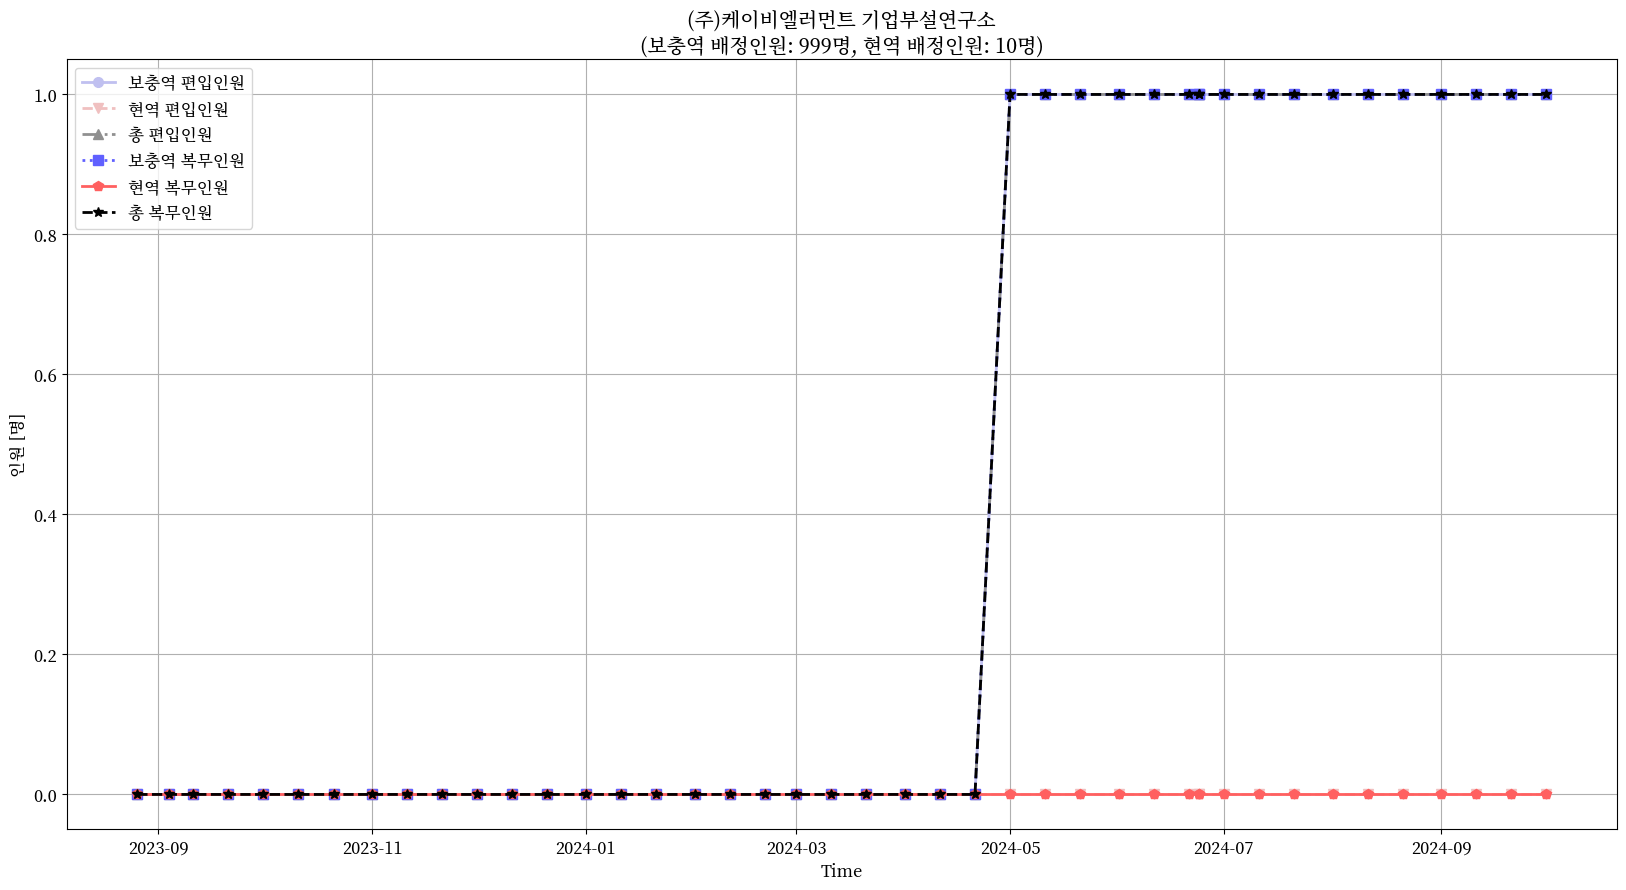 (주)케이비엘러먼트 기업부설연구소
(보충역 배정인원: 999명, 현역 배정인원: 10명)
보충역 편입인원
현역 편입인원
총 편입인원
보충역 복무인원
현역 복무인원
총 복무인원
1.0
0.8
0.6
0.4
0.2
0.0
인원 [명]
2023-09
2023-11
2024-01
2024-03
2024-05
2024-07
2024-09
Time